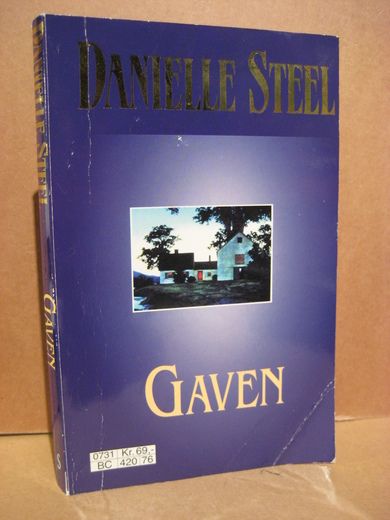 DANIELLE STEEL
GAVEN
0731 Kr. 69,-
BC 420 76
DANIELLE STEEL
GAVEN
S